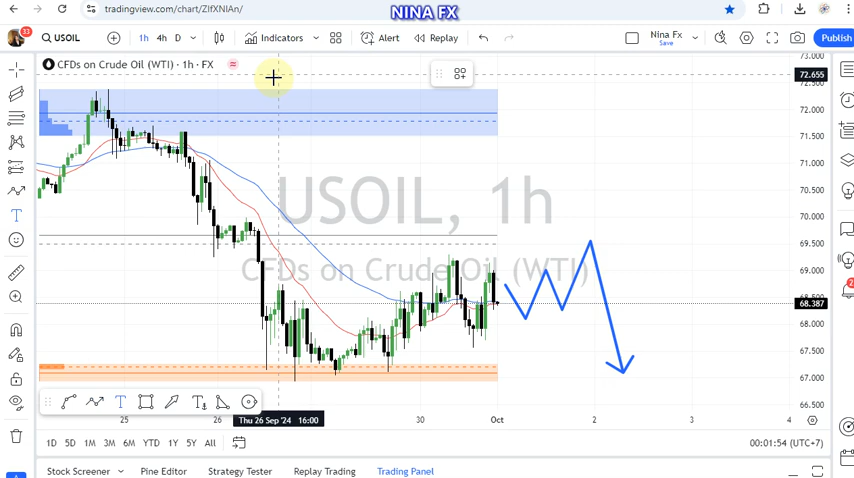 NINA FX
tradingview.com/chart/ZIfXNIAn/
33
USOIL
1h 4h D
Indicators
Alert
Replay
Nina Fx
Save
Publish
CFDs on Crude Oil (WTI) · 1h · FX
USOIL, 1h
CFDs on Crude Oil (WTI)
73.000
72.655
72.000
71.500
71.000
70.500
70.000
69.500
69.000
68.387
68.000
67.500
67.000
66.500
25
26
Thu 26 Sep '24 16:00
30
Oct
2
3
4
1D 5D 1M 3M 6M YTD 1Y 5Y All
00:01:54 (UTC+7)
Stock Screener
Pine Editor
Strategy Tester
Replay Trading
Trading Panel